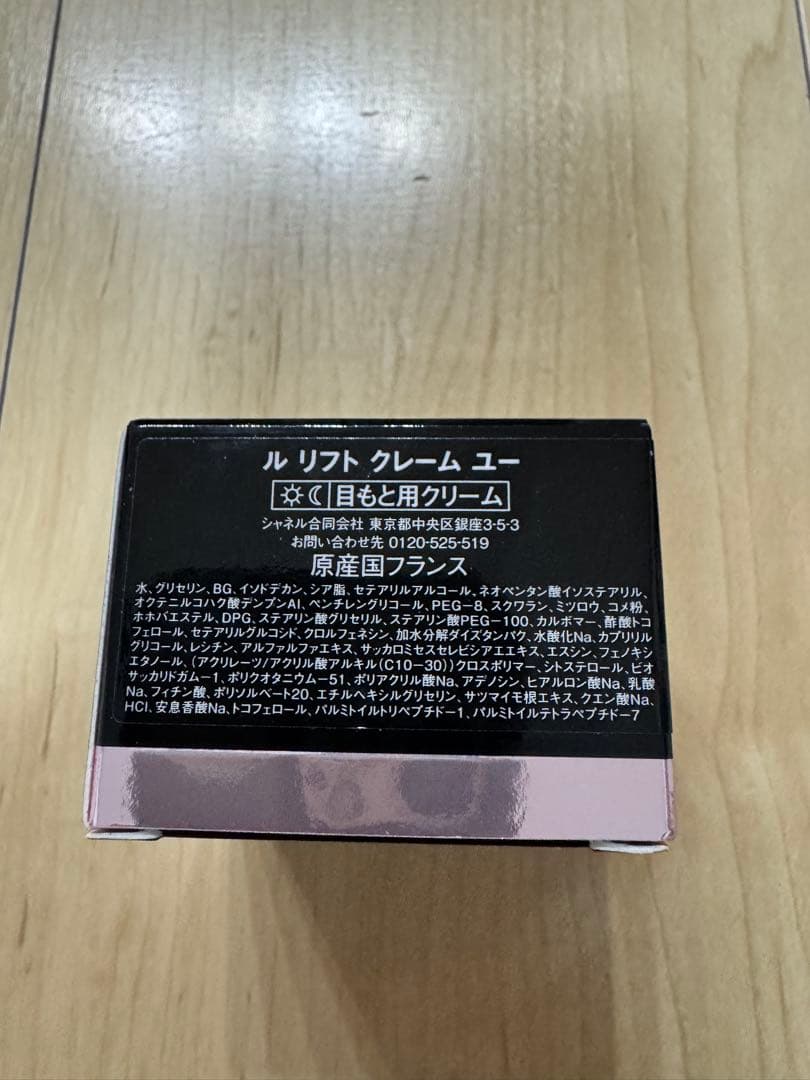 ル リフト クレーム ユー
目もと用クリーム
シャネル合同会社 東京都中央区銀座3-5-3
お問い合わせ先 0120-525-519
原産国フランス
水、グリセリン、BG、イソドデカン、シア脂、セテアリルアルコール、ネオペンタン酸イソステアリル、
オクテニルコハク酸デンプンAl、ペンチレングリコール、PEG-8、スクワラン、ミツロウ、コメ粉、
ホホバエステル、DPG、ステアリン酸グリセリル、ステアリン酸PEG-100、カルボマー、酢酸トコ
フェロール、セテアリルグルコシド、クロルフェネシン、加水分解ダイズタンパク、水酸化Na、カプリリル
グリコール、レシチン、アルファルファエキス、サッカロミセスセレビシアエエキス、エスシン、フェノキシ
エタノール、(アクリレーツ/アクリル酸アルキル(C10-30))クロスポリマー、シトステロール、ビオ
サッカリドガム-1、ポリクオタニウム-51、ポリアクリル酸Na、アデノシン、ヒアルロン酸Na、乳酸
Na、フィチン酸、ポリソルベート20、エチルヘキシルグリセリン、サツマイモ根エキス、クエン酸Na、
HCl、安息香酸Na、トコフェロール、パルミトイルトリペプチド-1、パルミトイルテトラペプチド-7